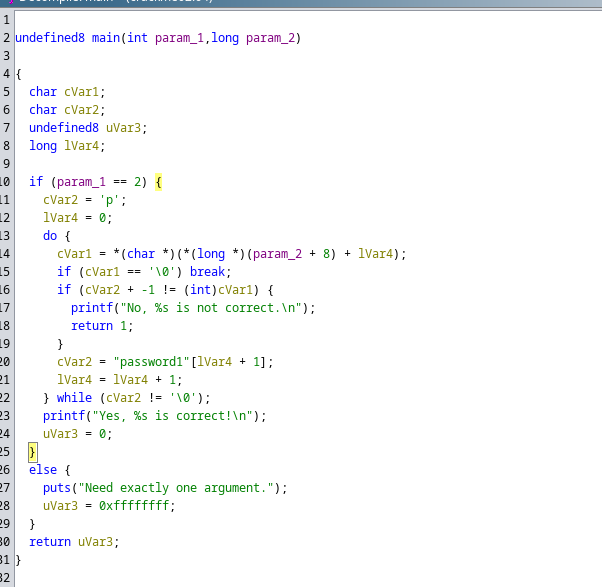 1
2 undefined8 main(int param_1,long param_2)
3
4 {
5   char cVar1;
6   char cVar2;
7   undefined8 uVar3;
8   long lVar4;
9
10   if (param_1 == 2) {
11     cVar2 = 'p';
12     lVar4 = 0;
13     do {
14       cVar1 = *(char *)(*(long *)(param_2 + 8) + lVar4);
15       if (cVar1 == '\0') break;
16       if (cVar2 + -1 != (int)cVar1) {
17         printf("No, %s is not correct.\n");
18         return 1;
19       }
20       cVar2 = "password1"[lVar4 + 1];
21       lVar4 = lVar4 + 1;
22     } while (cVar2 != '\0');
23     printf("Yes, %s is correct!\n");
24     uVar3 = 0;
25   }
26   else {
27     puts("Need exactly one argument.");
28     uVar3 = 0xffffffff;
29   }
30   return uVar3;
31 }
32